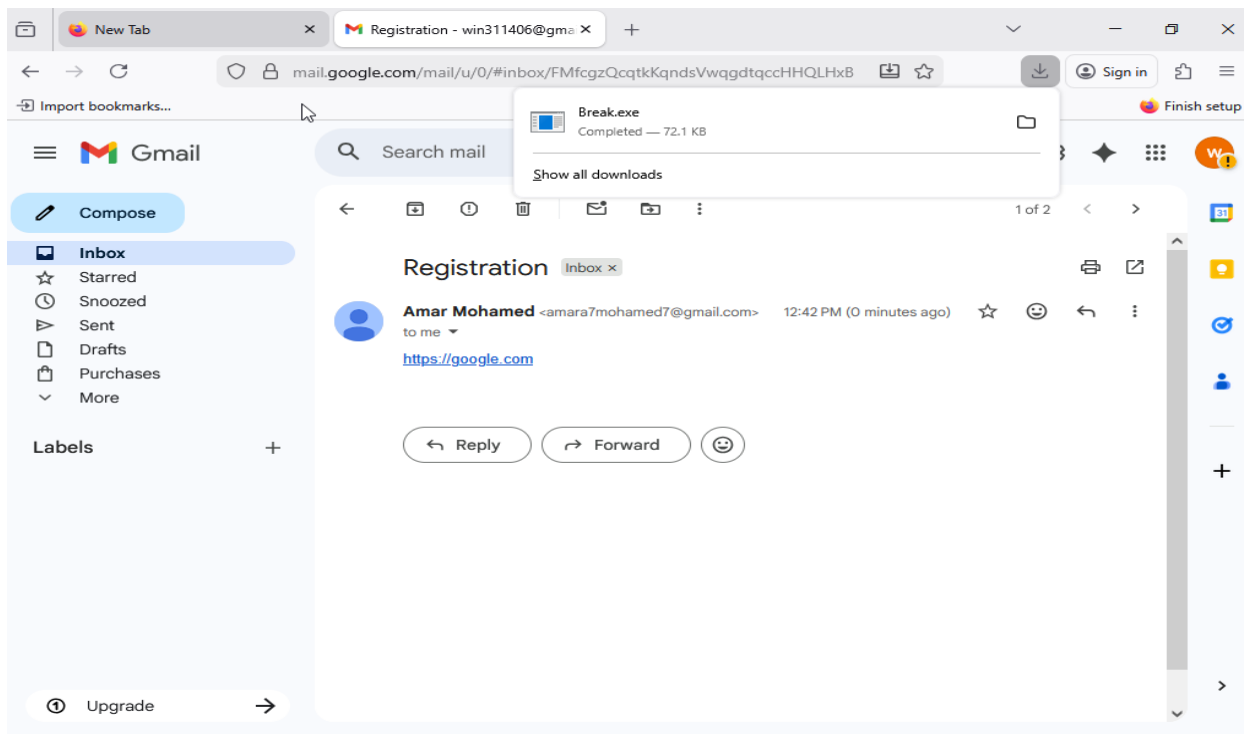 New Tab
Registration - win311406@gma
mail.google.com/mail/u/0/#inbox/FMfcgzQcqtkKqndsVwqgdtqccHHQLHxB
Sign in
Import bookmarks...
Finish setup
Break.exe
Completed — 72.1 KB
Show all downloads
Gmail
Search mail
W
!
Compose
1 of 2
31
Inbox
Starred
Snoozed
Sent
Drafts
Purchases
More
Labels
Registration
Inbox ×
Amar Mohamed <amara7mohamed7@gmail.com>
12:42 PM (0 minutes ago)
to me
https://google.com
Reply
Forward
1
Upgrade